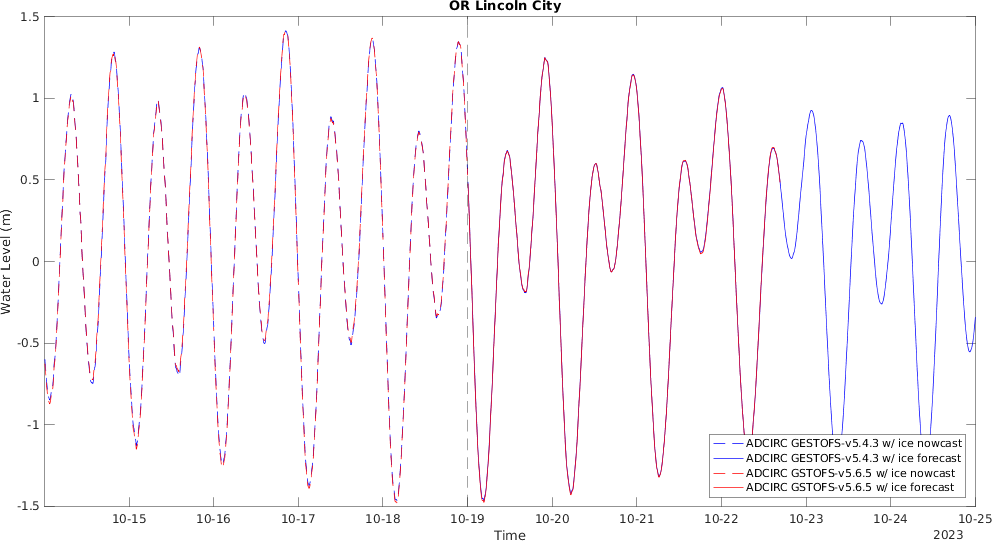 OR Lincoln City
1.5
1
0.5
0
-0.5
-1
-1.5
Water Level (m)
10-15 10-16 10-17 10-18 10-19 10-20 10-21 10-22 10-23 10-24 10-25
Time
2023
ADCIRC GESTOFS-v5.4.3 w/ ice nowcast
ADCIRC GESTOFS-v5.4.3 w/ ice forecast
ADCIRC GSTOFS-v5.6.5 w/ ice nowcast
ADCIRC GSTOFS-v5.6.5 w/ ice forecast